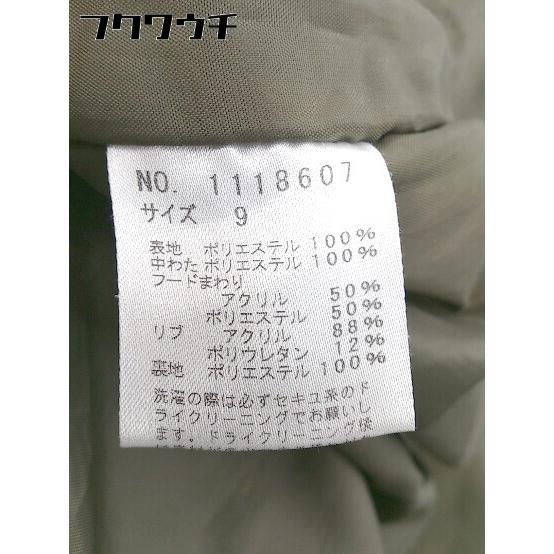 フクワウチ
NO. 1118607
サイズ 9
表地 ポリエステル 100%
中わた ポリエステル 100%
フードまわり
アクリル 50%
ポリエステル 50%
リブ アクリル 88%
ポリウレタン 12%
裏地 ポリエステル 100%
洗濯の際は必ずセキユ系のド
ライクリーニングでお願いし
ます。ドライクリーニング後